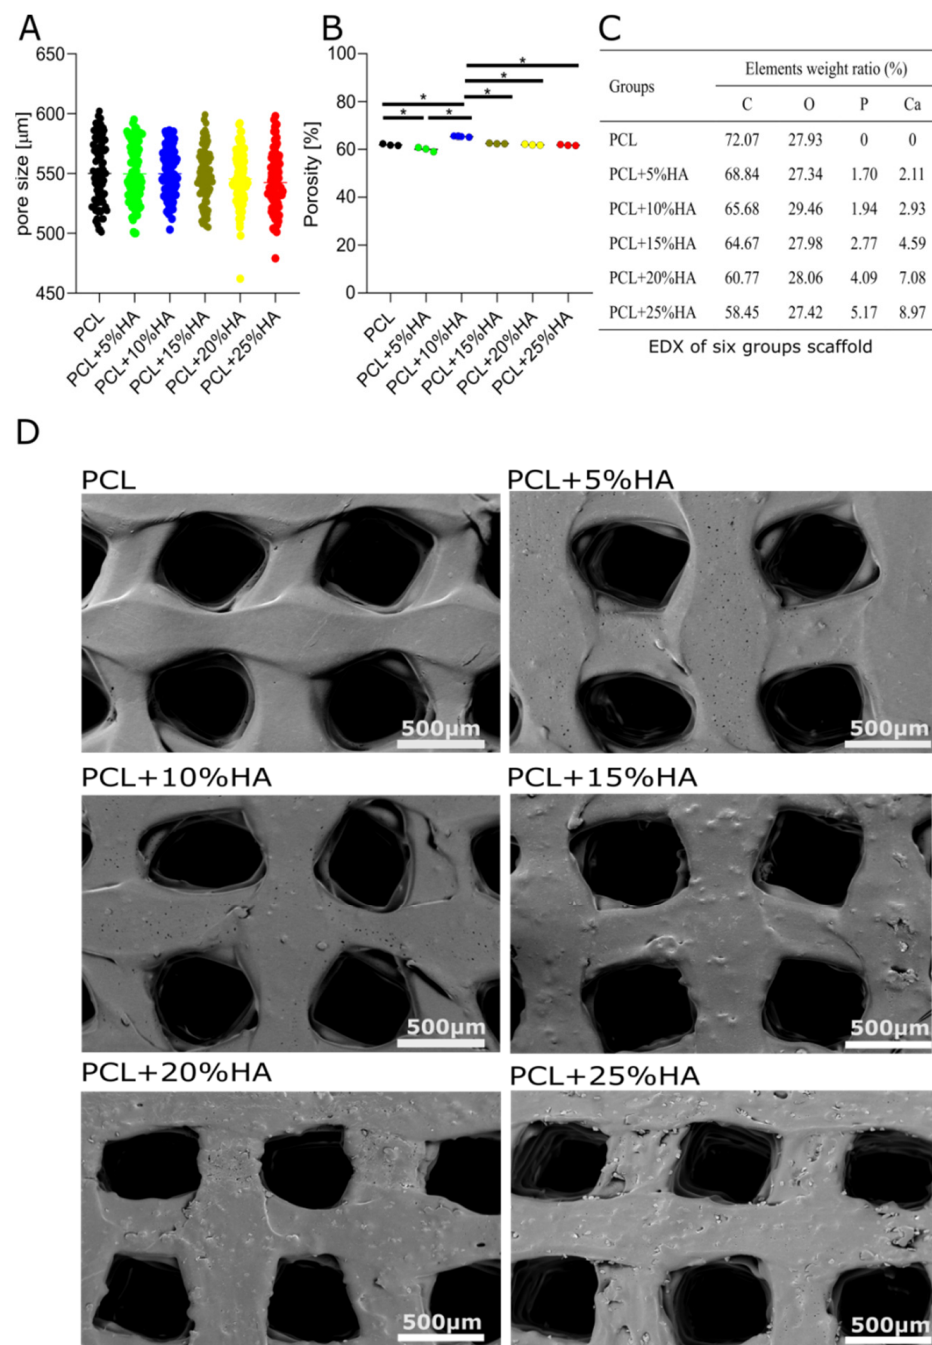 A
B
C
650
600
550
500
450
pore size [µm]
PCL
PCL+5%HA
PCL+10%HA
PCL+15%HA
PCL+20%HA
PCL+25%HA
100
80
60
40
20
0
Porosity [%]
*
*
*
*
*
*
PCL
PCL+5%HA
PCL+10%HA
PCL+15%HA
PCL+20%HA
PCL+25%HA
Groups
Elements weight ratio (%)
C O P Ca
PCL 72.07 27.93 0 0
PCL+5%HA 68.84 27.34 1.70 2.11
PCL+10%HA 65.68 29.46 1.94 2.93
PCL+15%HA 64.67 27.98 2.77 4.59
PCL+20%HA 60.77 28.06 4.09 7.08
PCL+25%HA 58.45 27.42 5.17 8.97
EDX of six groups scaffold
D
PCL
500µm
PCL+5%HA
500µm
PCL+10%HA
500µm
PCL+15%HA
500µm
PCL+20%HA
500µm
PCL+25%HA
500µm